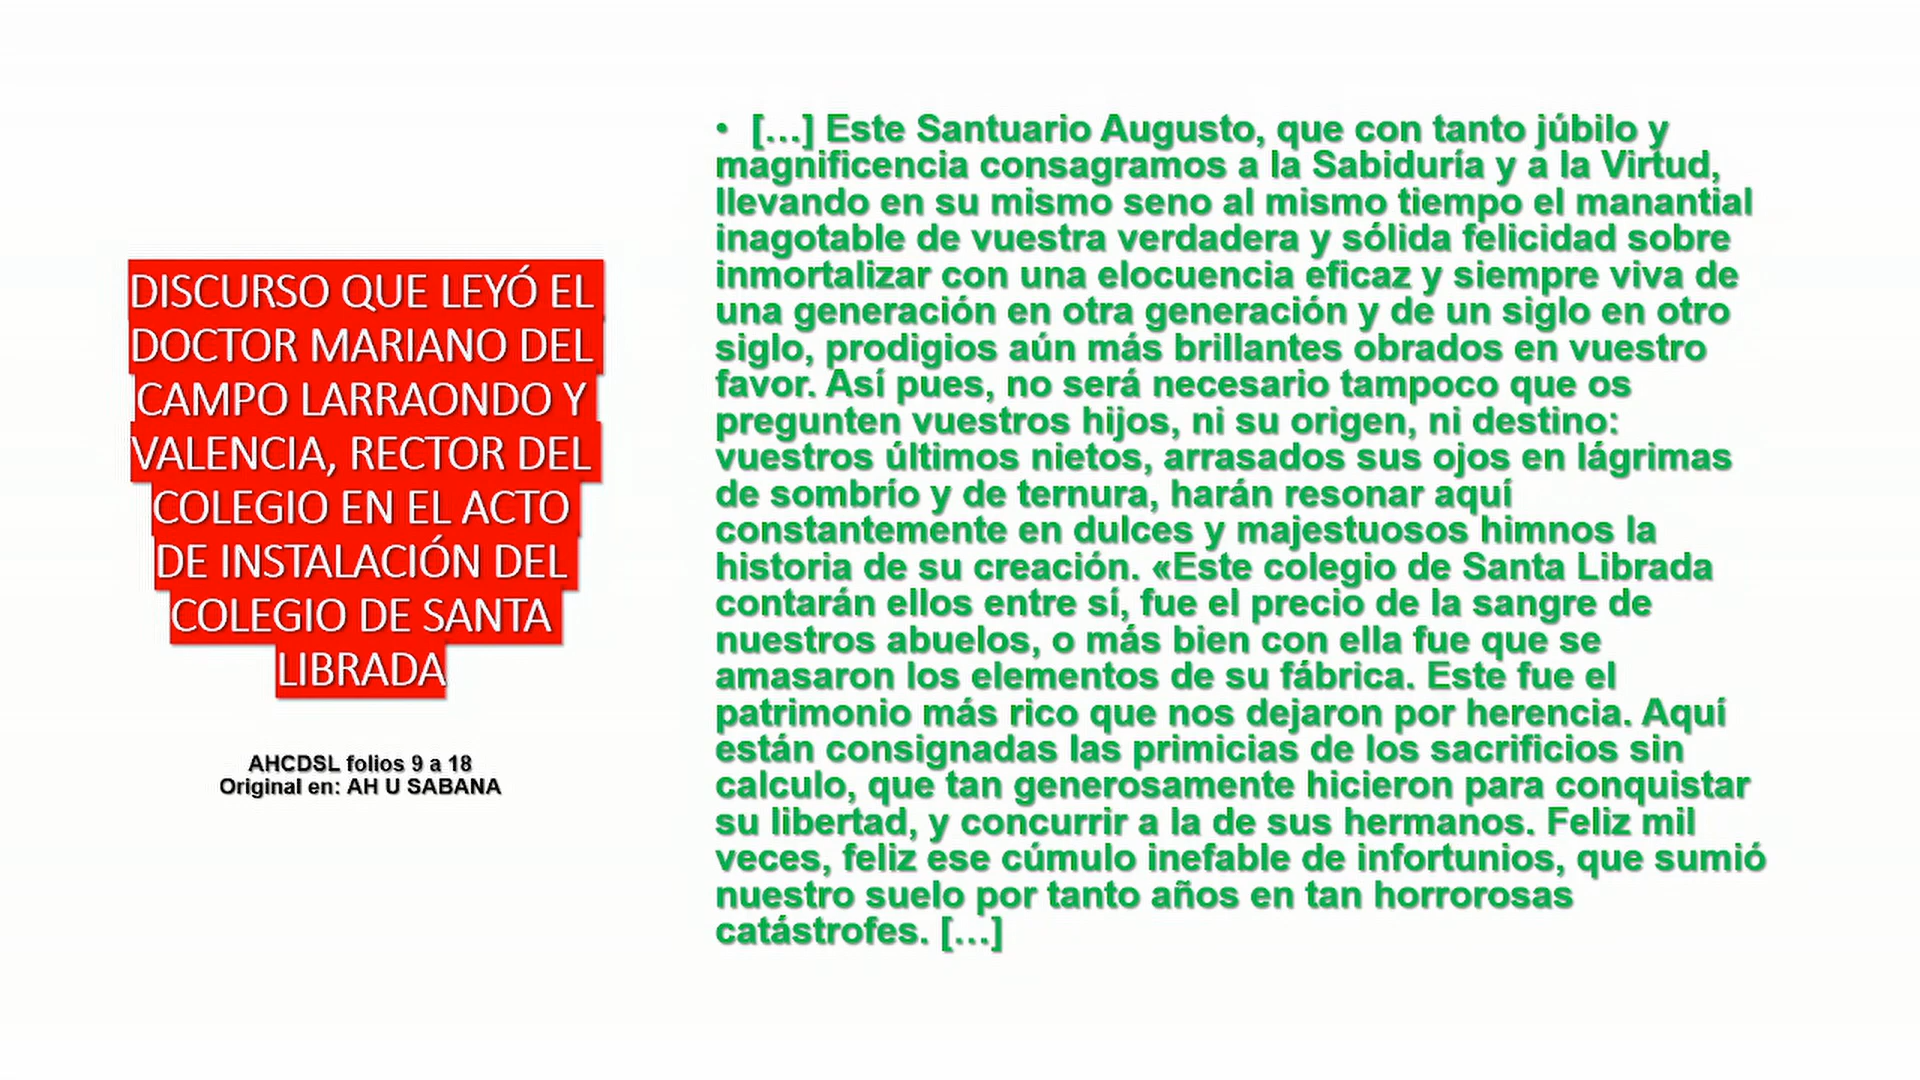 DISCURSO QUE LEYÓ EL
DOCTOR MARIANO DEL
CAMPO LARRAONDO Y
VALENCIA, RECTOR DEL
COLEGIO EN EL ACTO
DE INSTALACIÓN DEL
COLEGIO DE SANTA
LIBRADA
AHCDSL folios 9 a 18
Original en: AH U SABANA
• […] Este Santuario Augusto, que con tanto júbilo y
magnificencia consagramos a la Sabiduría y a la Virtud,
llevando en su mismo seno al mismo tiempo el manantial
inagotable de vuestra verdadera y sólida felicidad sobre
inmortalizar con una elocuencia eficaz y siempre viva de
una generación en otra generación y de un siglo en otro
siglo, prodigios aún más brillantes obrados en vuestro
favor. Así pues, no será necesario tampoco que os
pregunten vuestros hijos, ni su origen, ni destino:
vuestros últimos nietos, arrasados sus ojos en lágrimas
de sombrío y de ternura, harán resonar aquí
constantemente en dulces y majestuosos himnos la
historia de su creación. «Este colegio de Santa Librada
contarán ellos entre sí, fue el precio de la sangre de
nuestros abuelos, o más bien con ella fue que se
amasaron los elementos de su fábrica. Este fue el
patrimonio más rico que nos dejaron por herencia. Aquí
están consignadas las primicias de los sacrificios sin
calculo, que tan generosamente hicieron para conquistar
su libertad, y concurrir a la de sus hermanos. Feliz mil
veces, feliz ese cúmulo inefable de infortunios, que sumió
nuestro suelo por tanto años en tan horrorosas
catástrofes. […]